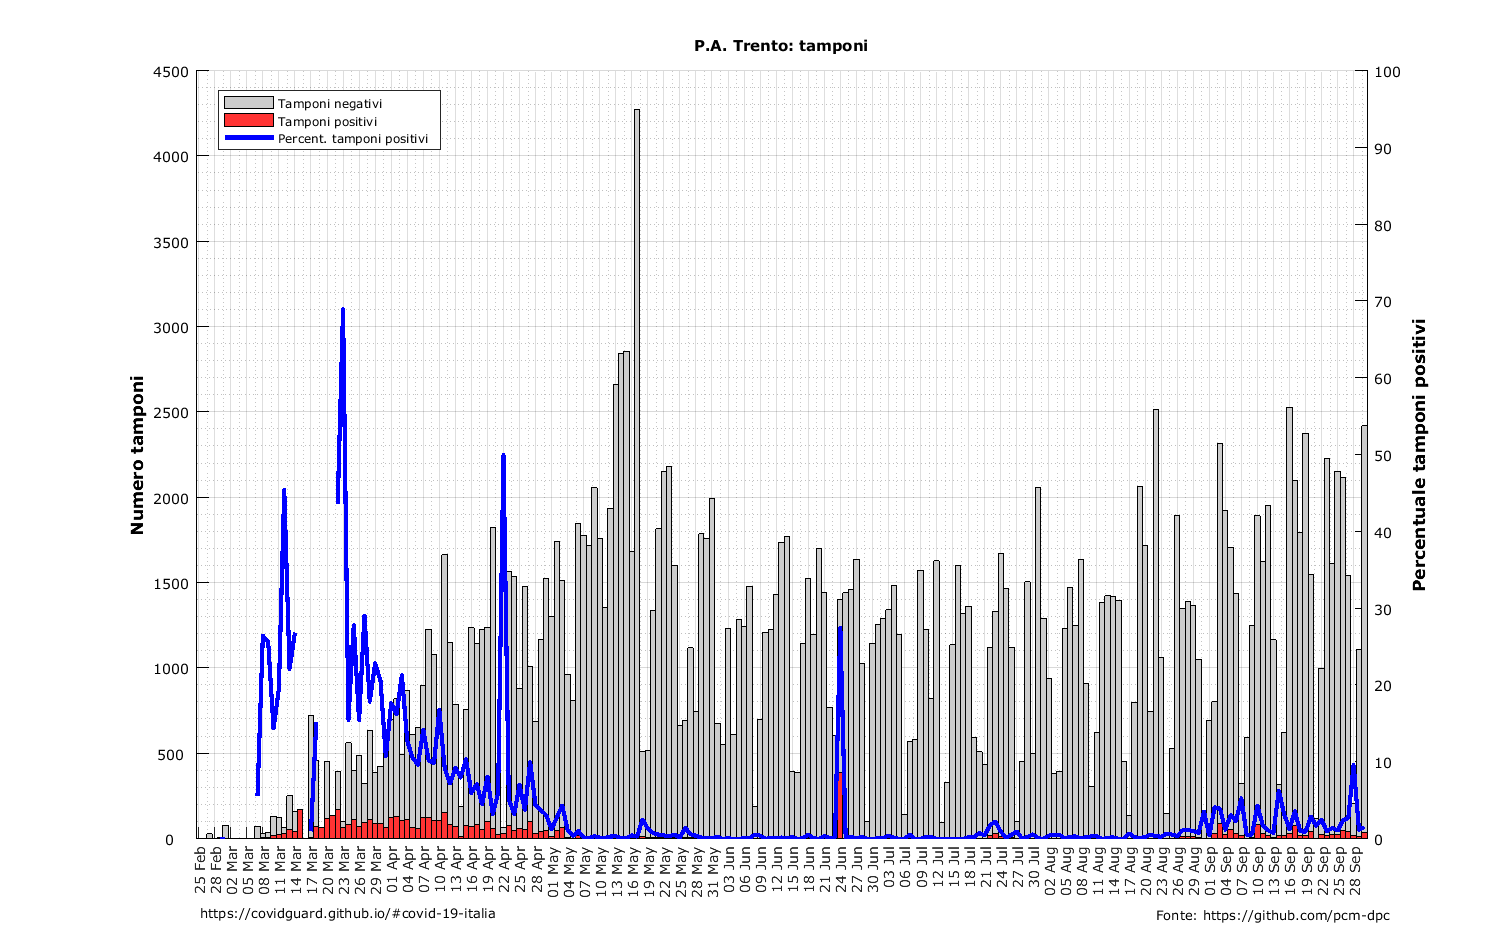 P.A. Trento: tamponi
Tamponi negativi
Tamponi positivi
Percent. tamponi positivi
Numero tamponi
4500
4000
3500
3000
2500
2000
1500
1000
500
0
Percentuale tamponi positivi
100
90
80
70
60
50
40
30
20
10
0
25 Feb
28 Feb
02 Mar
05 Mar
08 Mar
11 Mar
14 Mar
17 Mar
20 Mar
23 Mar
26 Mar
29 Mar
01 Apr
04 Apr
07 Apr
10 Apr
13 Apr
16 Apr
19 Apr
22 Apr
25 Apr
28 Apr
01 May
04 May
07 May
10 May
13 May
16 May
19 May
22 May
25 May
28 May
31 May
03 Jun
06 Jun
09 Jun
12 Jun
15 Jun
18 Jun
21 Jun
24 Jun
27 Jun
30 Jun
03 Jul
06 Jul
09 Jul
12 Jul
15 Jul
18 Jul
21 Jul
24 Jul
27 Jul
30 Jul
02 Aug
05 Aug
08 Aug
11 Aug
14 Aug
17 Aug
20 Aug
23 Aug
26 Aug
29 Aug
01 Sep
04 Sep
07 Sep
10 Sep
13 Sep
16 Sep
19 Sep
22 Sep
25 Sep
28 Sep
https://covidguard.github.io/#covid-19-italia
Fonte: https://github.com/pcm-dpc